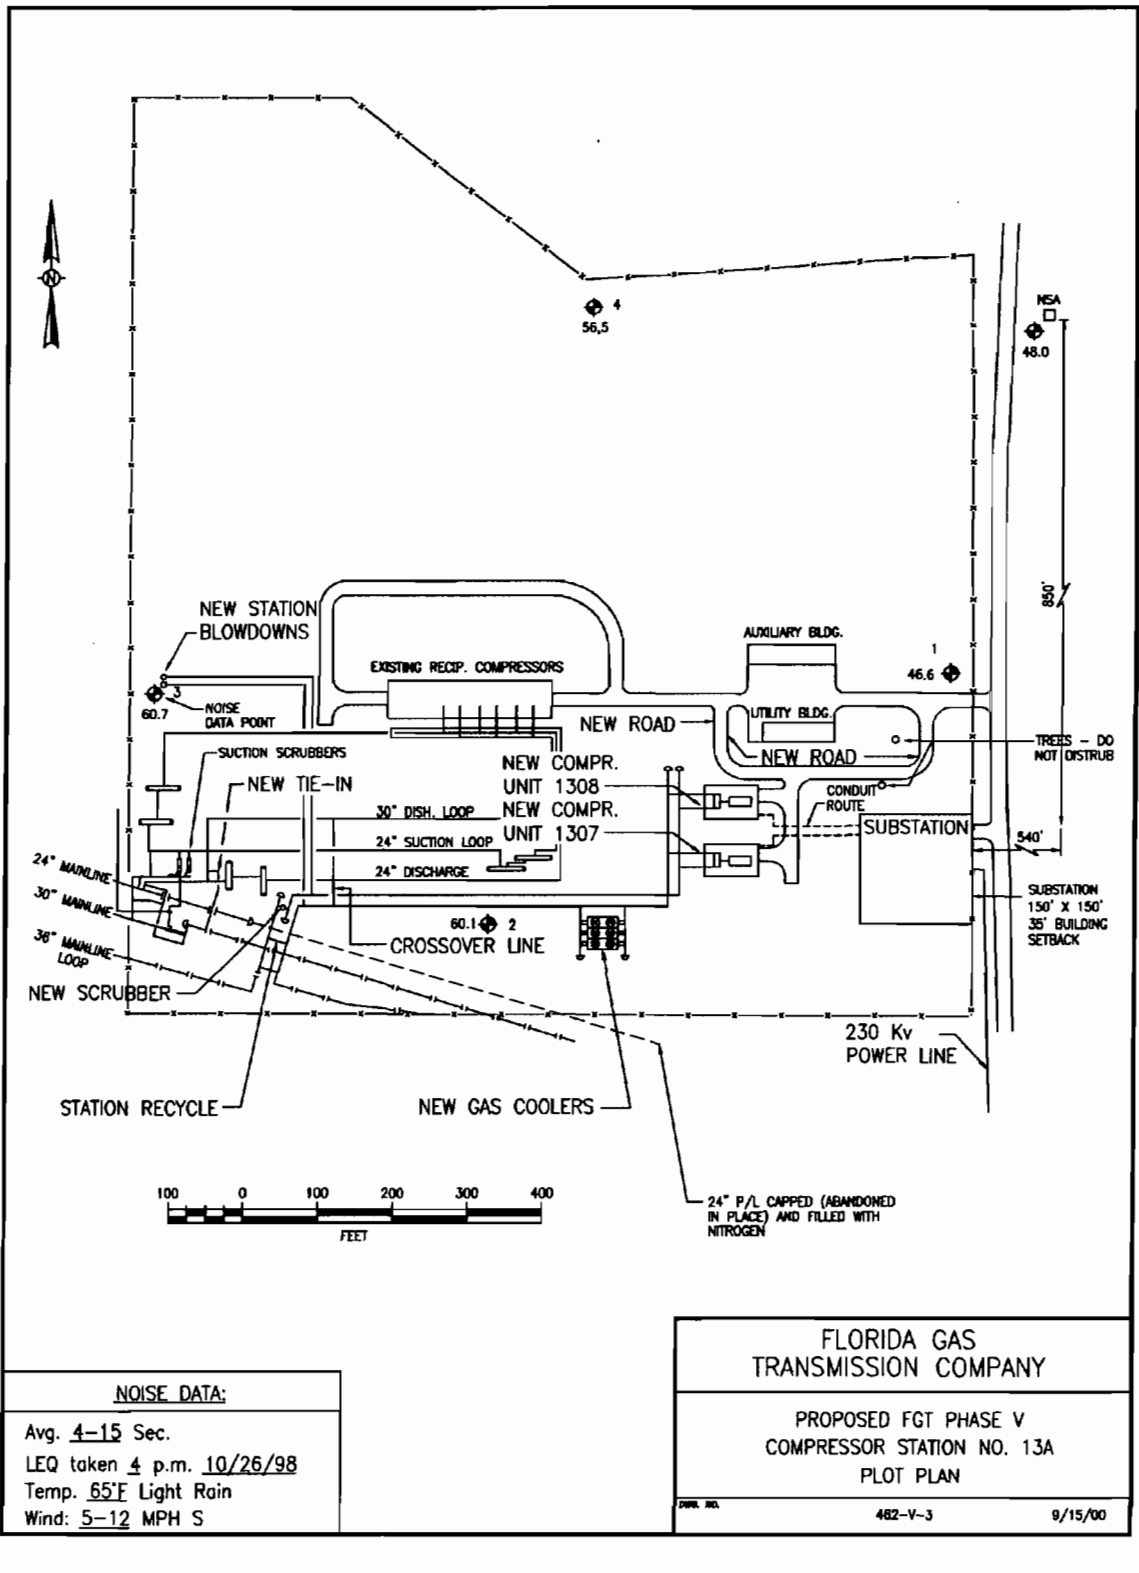 N
NSA
48.0
4
56,5
850'
NEW STATION
BLOWDOWNS
AUXILIARY BLDG.
EXISTING RECIP. COMPRESSORS
1
46.6
3
60.7
NOISE
DATA POINT
NEW ROAD
UTILITY BLDG.
NEW ROAD
TREES - DO
NOT DISTRUB
SUCTION SCRUBBERS
NEW TIE-IN
NEW COMPR.
UNIT 1308
NEW COMPR.
UNIT 1307
CONDUIT
ROUTE
30" DISH. LOOP
24" SUCTION LOOP
24" DISCHARGE
SUBSTATION
540'
24" MAINLINE
30" MAINLINE
36" MAINLINE
LOOP
SUBSTATION
150' X 150'
35' BUILDING
SETBACK
60.1
2
CROSSOVER LINE
NEW SCRUBBER
230 Kv
POWER LINE
STATION RECYCLE
NEW GAS COOLERS
24" P/L CAPPED (ABANDONED
IN PLACE) AND FILLED WITH
NITROGEN
100 0 100 200 300 400
FEET
FLORIDA GAS
TRANSMISSION COMPANY
PROPOSED FGT PHASE V
COMPRESSOR STATION NO. 13A
PLOT PLAN
DWG. NO.
462-V-3
9/15/00
NOISE DATA:
Avg. 4-15 Sec.
LEQ taken 4 p.m. 10/26/98
Temp. 65°F Light Rain
Wind: 5-12 MPH S